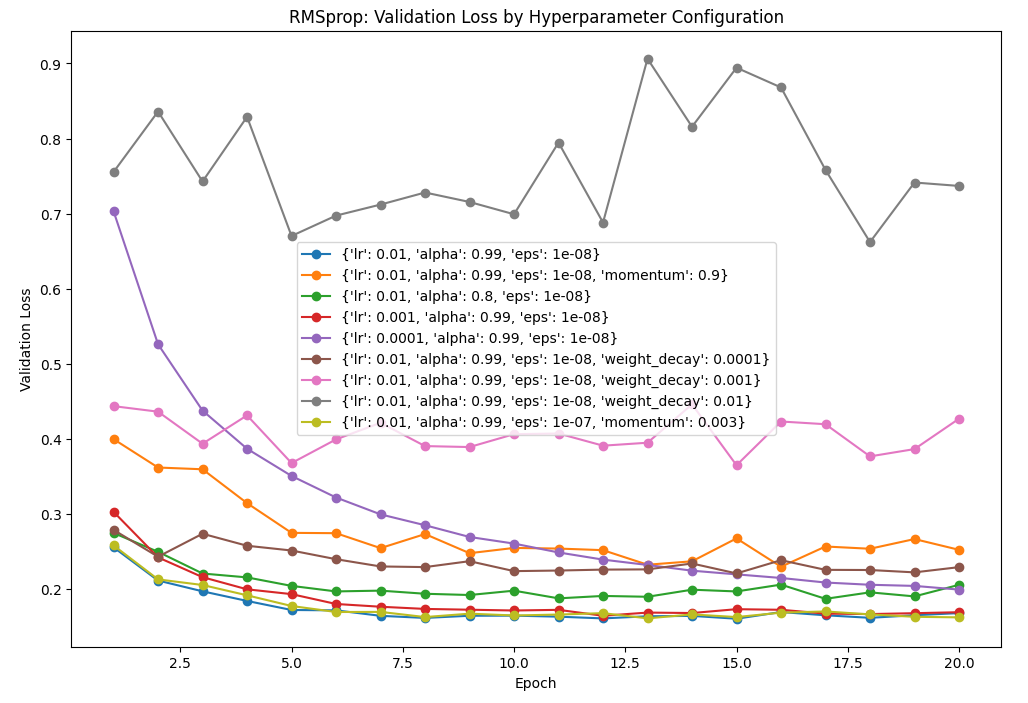 RMSprop: Validation Loss by Hyperparameter Configuration
0.9
0.8
0.7
0.6
0.5
0.4
0.3
0.2
Validation Loss
{'lr': 0.01, 'alpha': 0.99, 'eps': 1e-08}
{'lr': 0.01, 'alpha': 0.99, 'eps': 1e-08, 'momentum': 0.9}
{'lr': 0.01, 'alpha': 0.8, 'eps': 1e-08}
{'lr': 0.001, 'alpha': 0.99, 'eps': 1e-08}
{'lr': 0.0001, 'alpha': 0.99, 'eps': 1e-08}
{'lr': 0.01, 'alpha': 0.99, 'eps': 1e-08, 'weight_decay': 0.0001}
{'lr': 0.01, 'alpha': 0.99, 'eps': 1e-08, 'weight_decay': 0.001}
{'lr': 0.01, 'alpha': 0.99, 'eps': 1e-08, 'weight_decay': 0.01}
{'lr': 0.01, 'alpha': 0.99, 'eps': 1e-07, 'momentum': 0.003}
2.5 5.0 7.5 10.0 12.5 15.0 17.5 20.0
Epoch